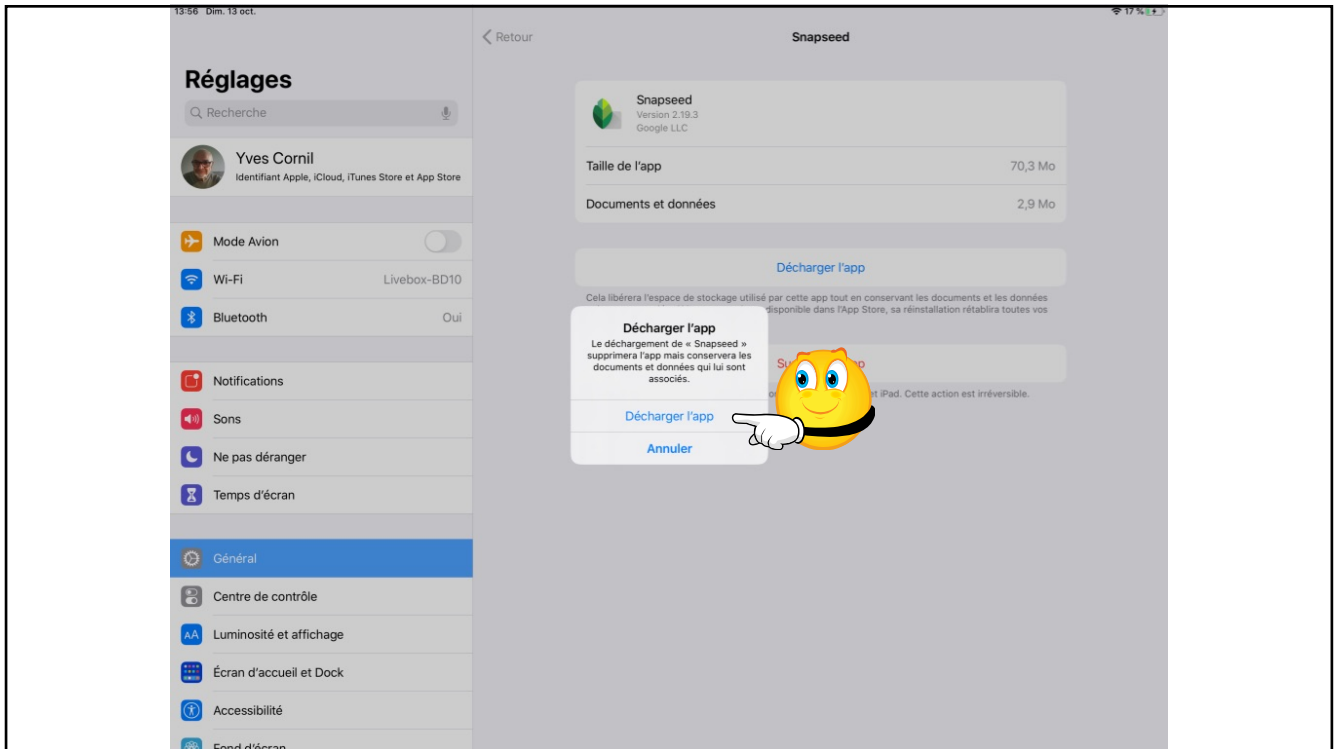 13:56 Dim. 13 oct.
17 %
Réglages
Recherche
Yves Cornil
Identifiant Apple, iCloud, iTunes Store et App Store
Mode Avion
Wi-Fi
Livebox-BD10
Bluetooth
Oui
Notifications
Sons
Ne pas déranger
Temps d'écran
Général
Centre de contrôle
AA
Luminosité et affichage
Écran d'accueil et Dock
Accessibilité
Fond d'écran
Retour
Snapseed
Snapseed
Version 2.19.3
Google LLC
Taille de l'app
70,3 Mo
Documents et données
2,9 Mo
Décharger l'app
Cela libérera l'espace de stockage utilisé par cette app tout en conservant les documents et les données
disponible dans l'App Store, sa réinstallation rétablira toutes vos
Décharger l'app
Le déchargement de « Snapseed »
supprimera l'app mais conservera les
documents et données qui lui sont
associés.
Décharger l'app
Annuler
iPad. Cette action est irréversible.